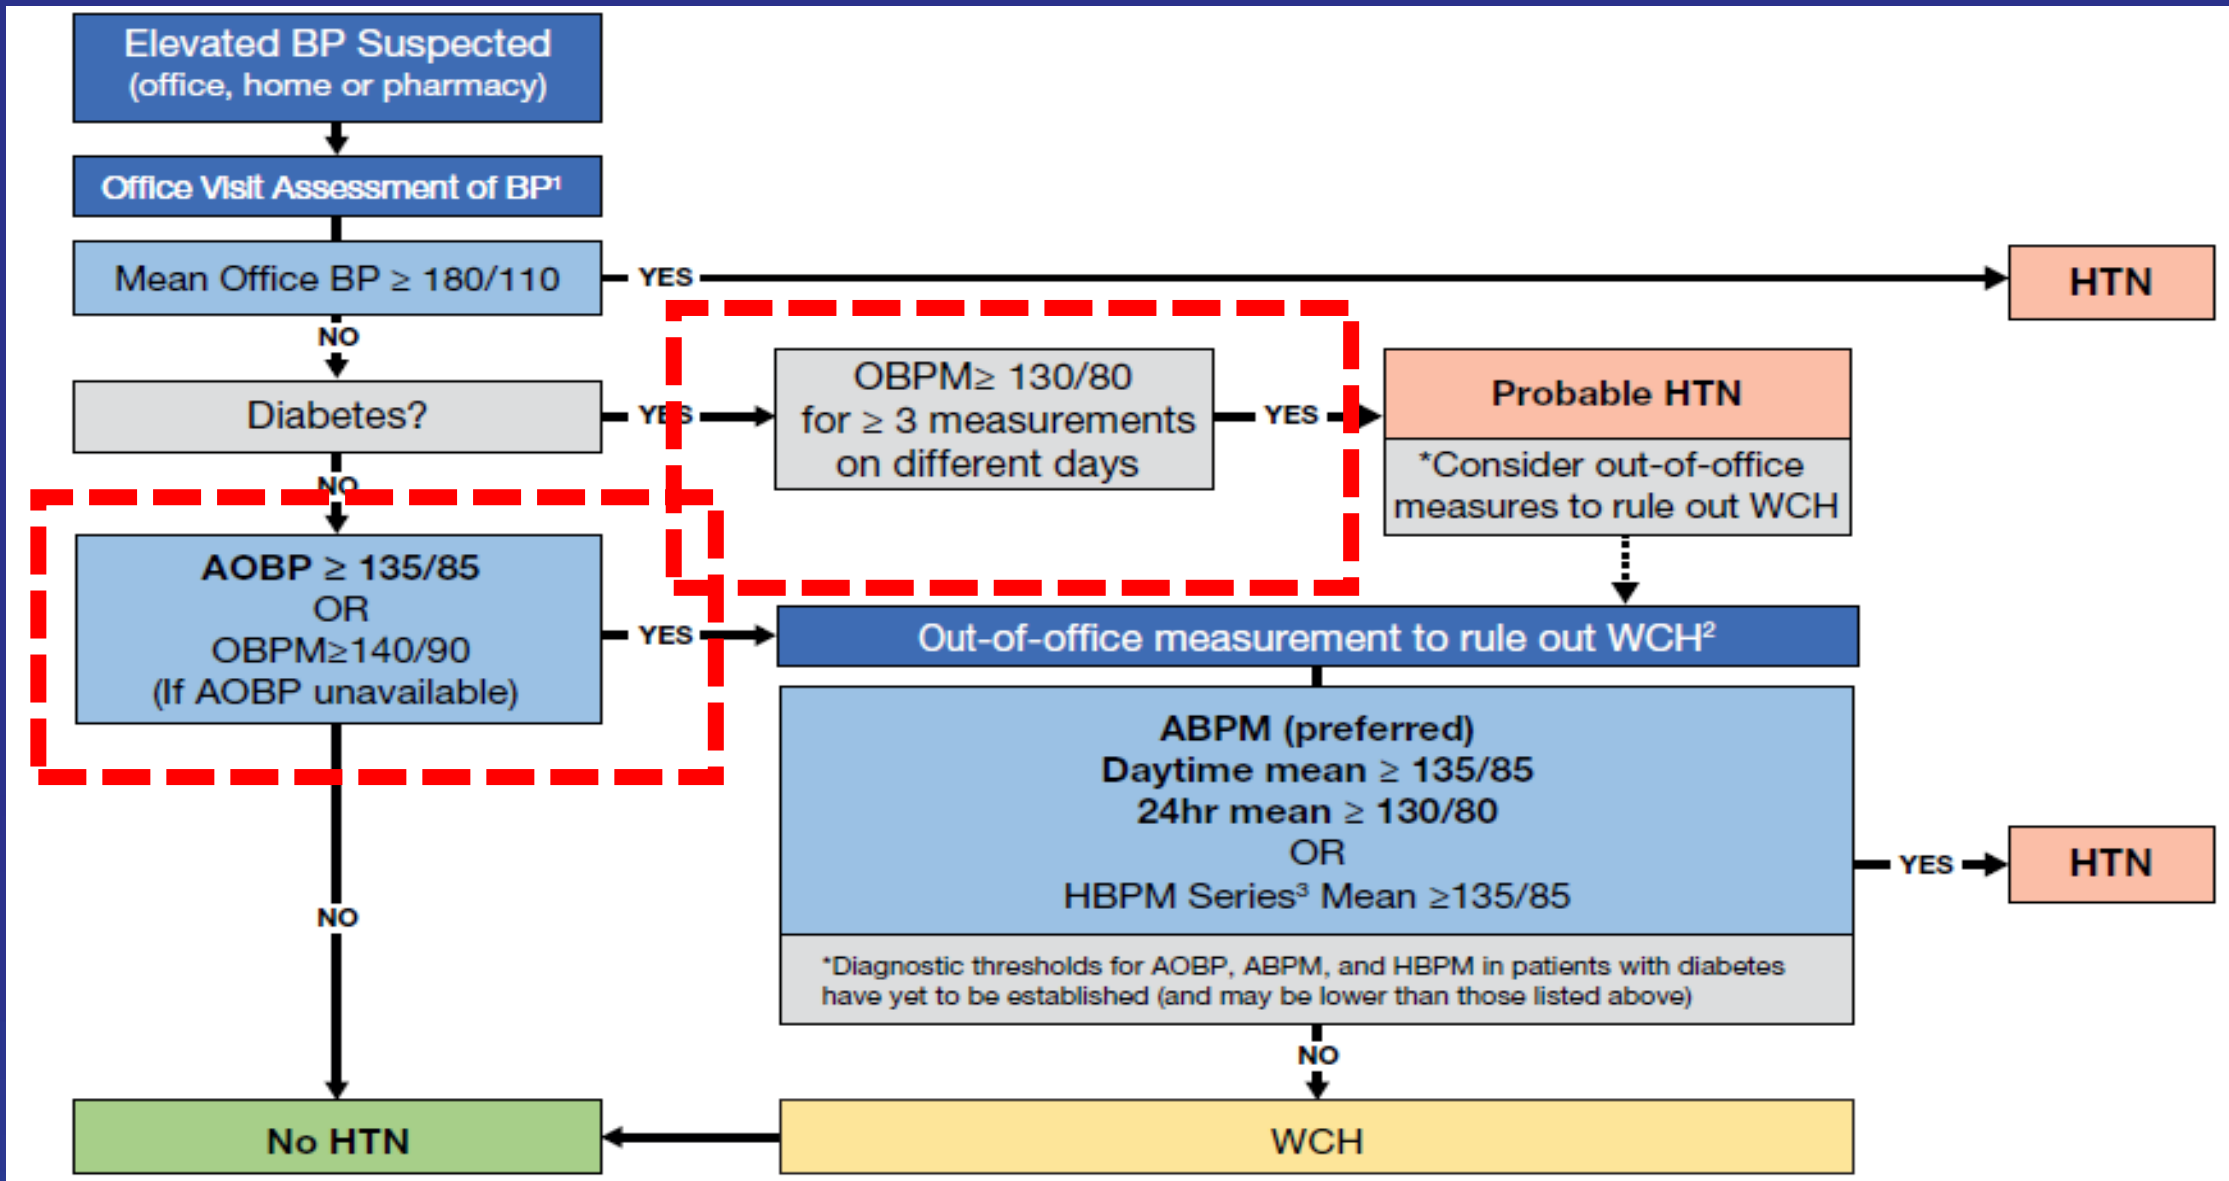 Elevated BP Suspected
(office, home or pharmacy)
Office Visit Assessment of BP¹
Mean Office BP ≥ 180/110
YES
HTN
NO
Diabetes?
YES
OBPM≥ 130/80
for ≥ 3 measurements
on different days
YES
Probable HTN
*Consider out-of-office
measures to rule out WCH
NO
AOBP ≥ 135/85
OR
OBPM≥140/90
(If AOBP unavailable)
YES
Out-of-office measurement to rule out WCH²
ABPM (preferred)
Daytime mean ≥ 135/85
24hr mean ≥ 130/80
OR
HBPM Series³ Mean ≥135/85
*Diagnostic thresholds for AOBP, ABPM, and HBPM in patients with diabetes
have yet to be established (and may be lower than those listed above)
YES
HTN
NO
NO
No HTN
WCH